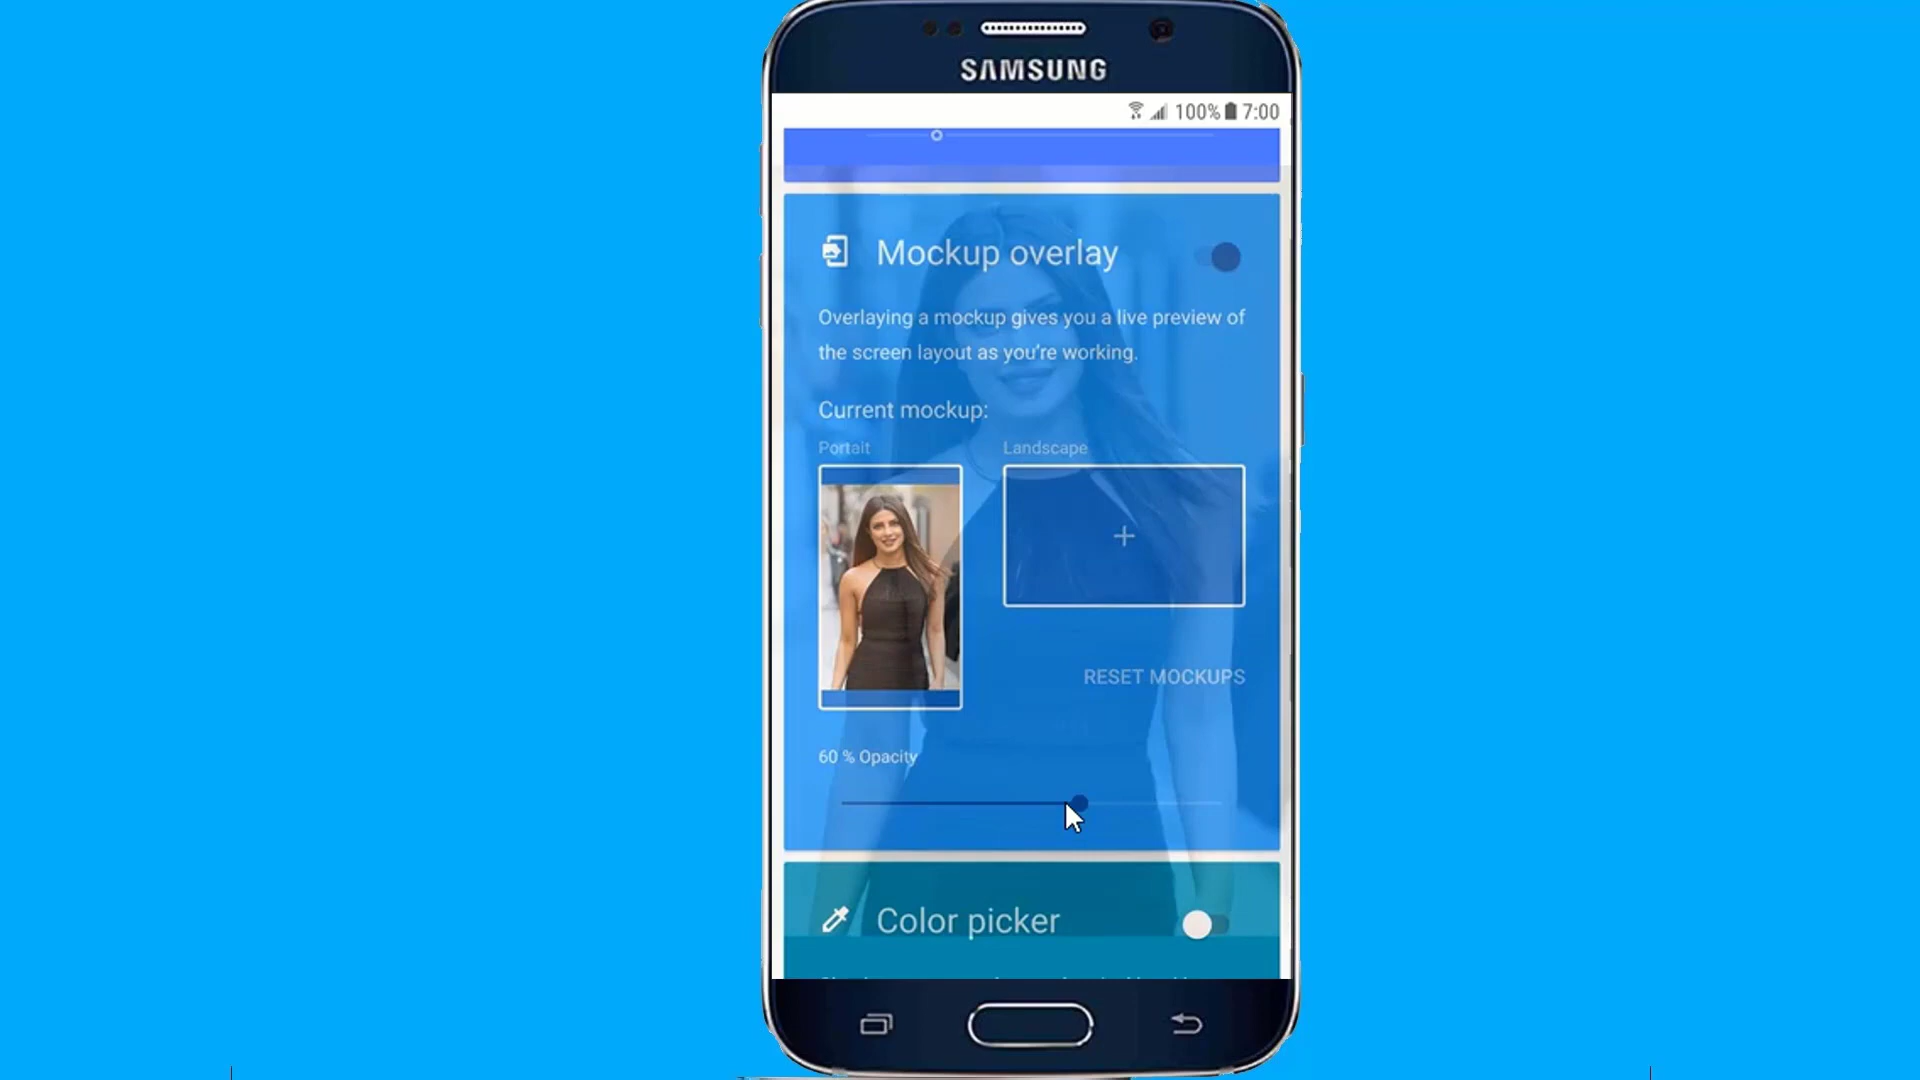 SAMSUNG
100% 7:00
Mockup overlay
Overlaying a mockup gives you a live preview of
the screen layout as you're working.
Current mockup:
Portait Landscape
RESET MOCKUPS
60 % Opacity
Color picker